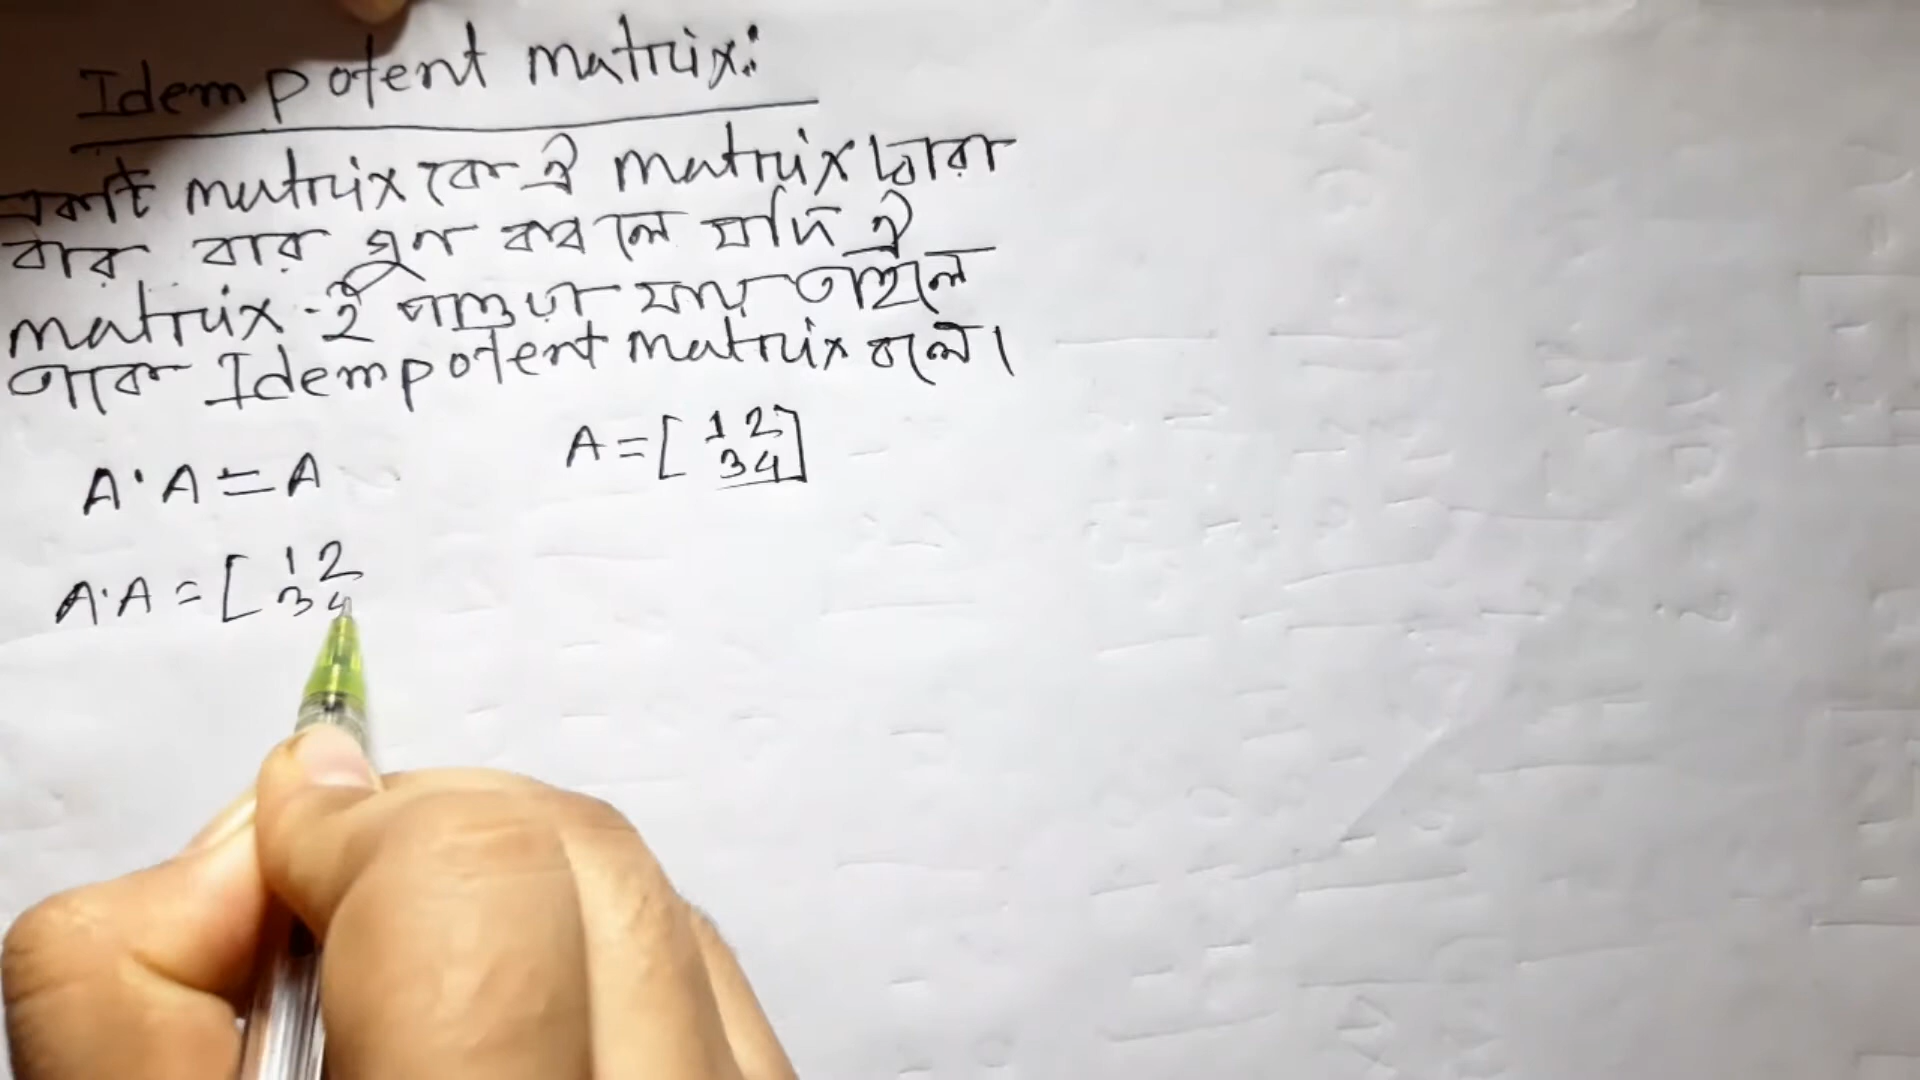 Idempotent matrix:
একটি matrix কে ঐ matrix দ্বারা
বার বার গুণ করলে যদি ঐ
matrix-ই পাওয়া যায় তাহলে
তাকে Idempotent matrix বলে।
A = [ 1 2
3 4 ]
A·A = A
A·A = [ 1 2
3 4